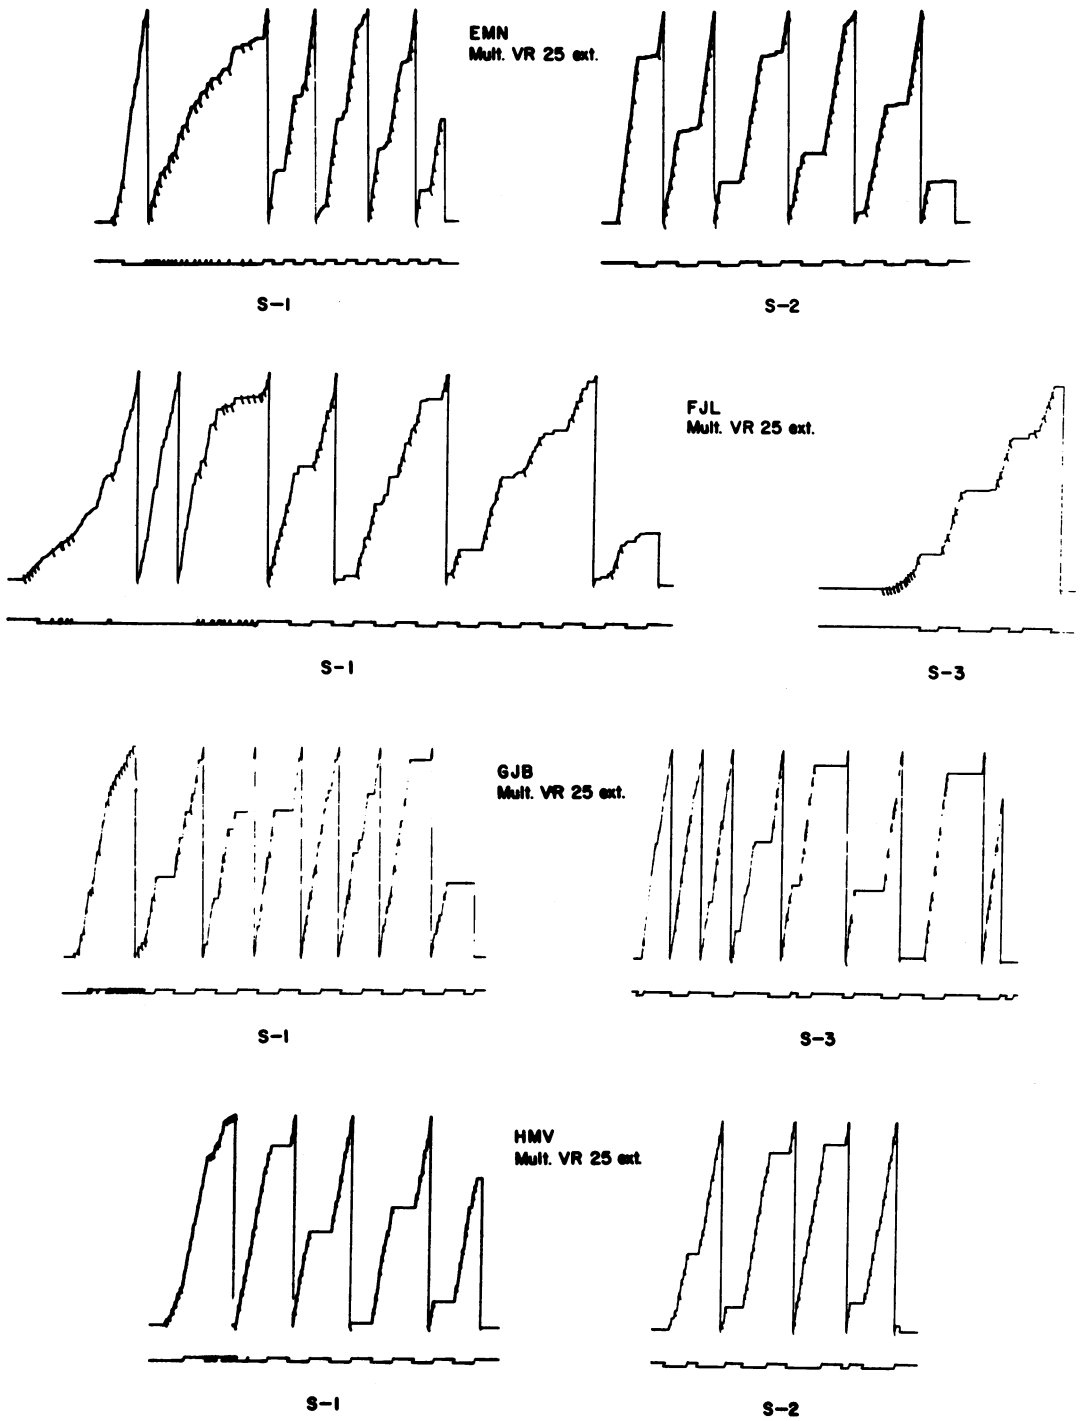 EMN
Mult. VR 25 ext.
S-1
S-2
FJL
Mult. VR 25 ext.
S-1
S-3
GJB
Mult. VR 25 ext.
S-1
S-3
HMV
Mult. VR 25 ext.
S-1
S-2